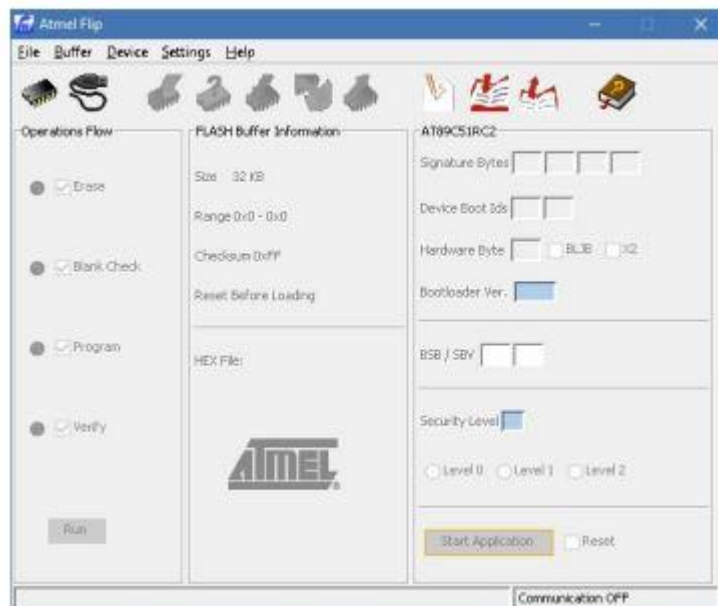 Atmel Flip
File Buffer Device Settings Help
Operations Flow
Erase
Blank Check
Program
Verify
Run
FLASH Buffer Information
Size 32 KB
Range 0x0 - 0x0
Checksum 0xFF
Reset Before Loading
HEX File:
ATMEL
AT89C51RC2
Signature Bytes
Device Boot Ids
Hardware Byte BLJB X2
Bootloader Ver.
BSB / SBV
Security Level
Level 0 Level 1 Level 2
Start Application Reset
Communication OFF